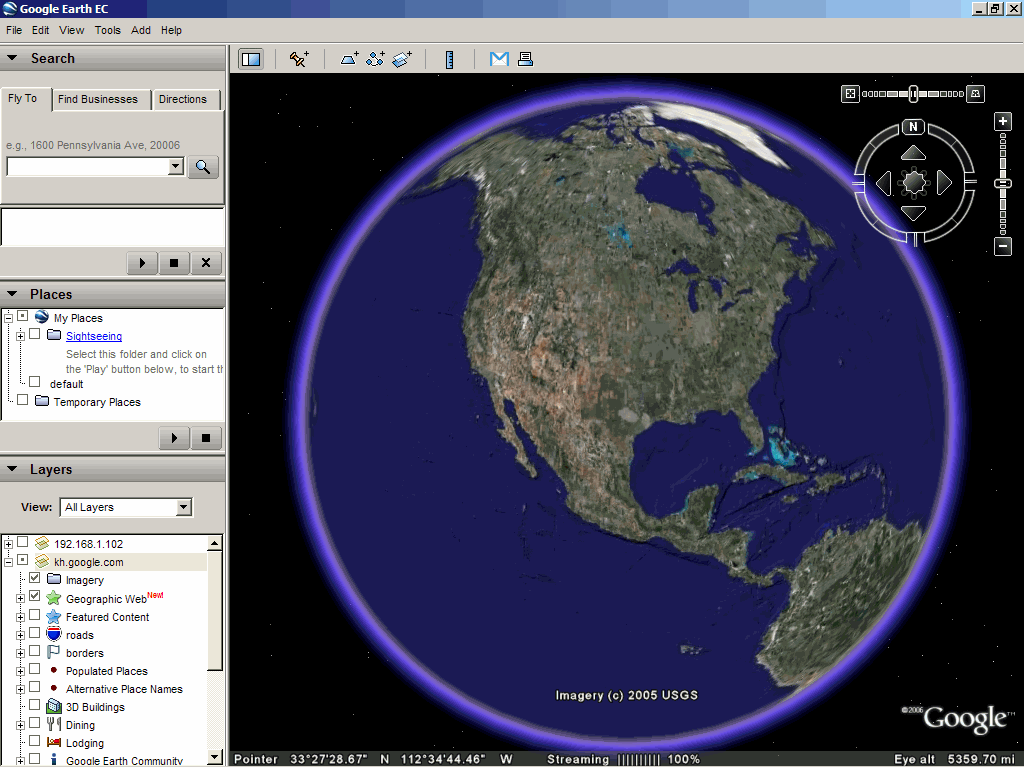 Google Earth EC
File Edit View Tools Add Help
Search
Fly To Find Businesses Directions
e.g., 1600 Pennsylvania Ave, 20006
Places
My Places
Sightseeing
Select this folder and click on
the 'Play' button below, to start th
default
Temporary Places
Layers
View: All Layers
192.168.1.102
kh.google.com
Imagery
Geographic Web New!
Featured Content
roads
borders
Populated Places
Alternative Place Names
3D Buildings
Dining
Lodging
Google Earth Community
N
Imagery (c) 2005 USGS
©2006 Google™
Pointer 33°27'28.67" N 112°34'44.46" W Streaming |||||||||| 100% Eye alt 5359.70 mi